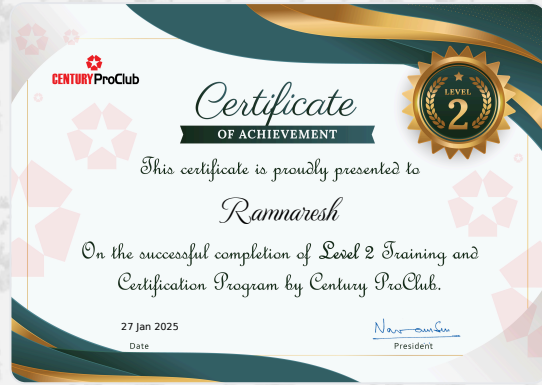 CENTURY ProClub
Certificate
OF ACHIEVEMENT
LEVEL
2
This certificate is proudly presented to
Ramnaresh
On the successful completion of Level 2 Training and
Certification Program by Century ProClub.
27 Jan 2025
Date
President